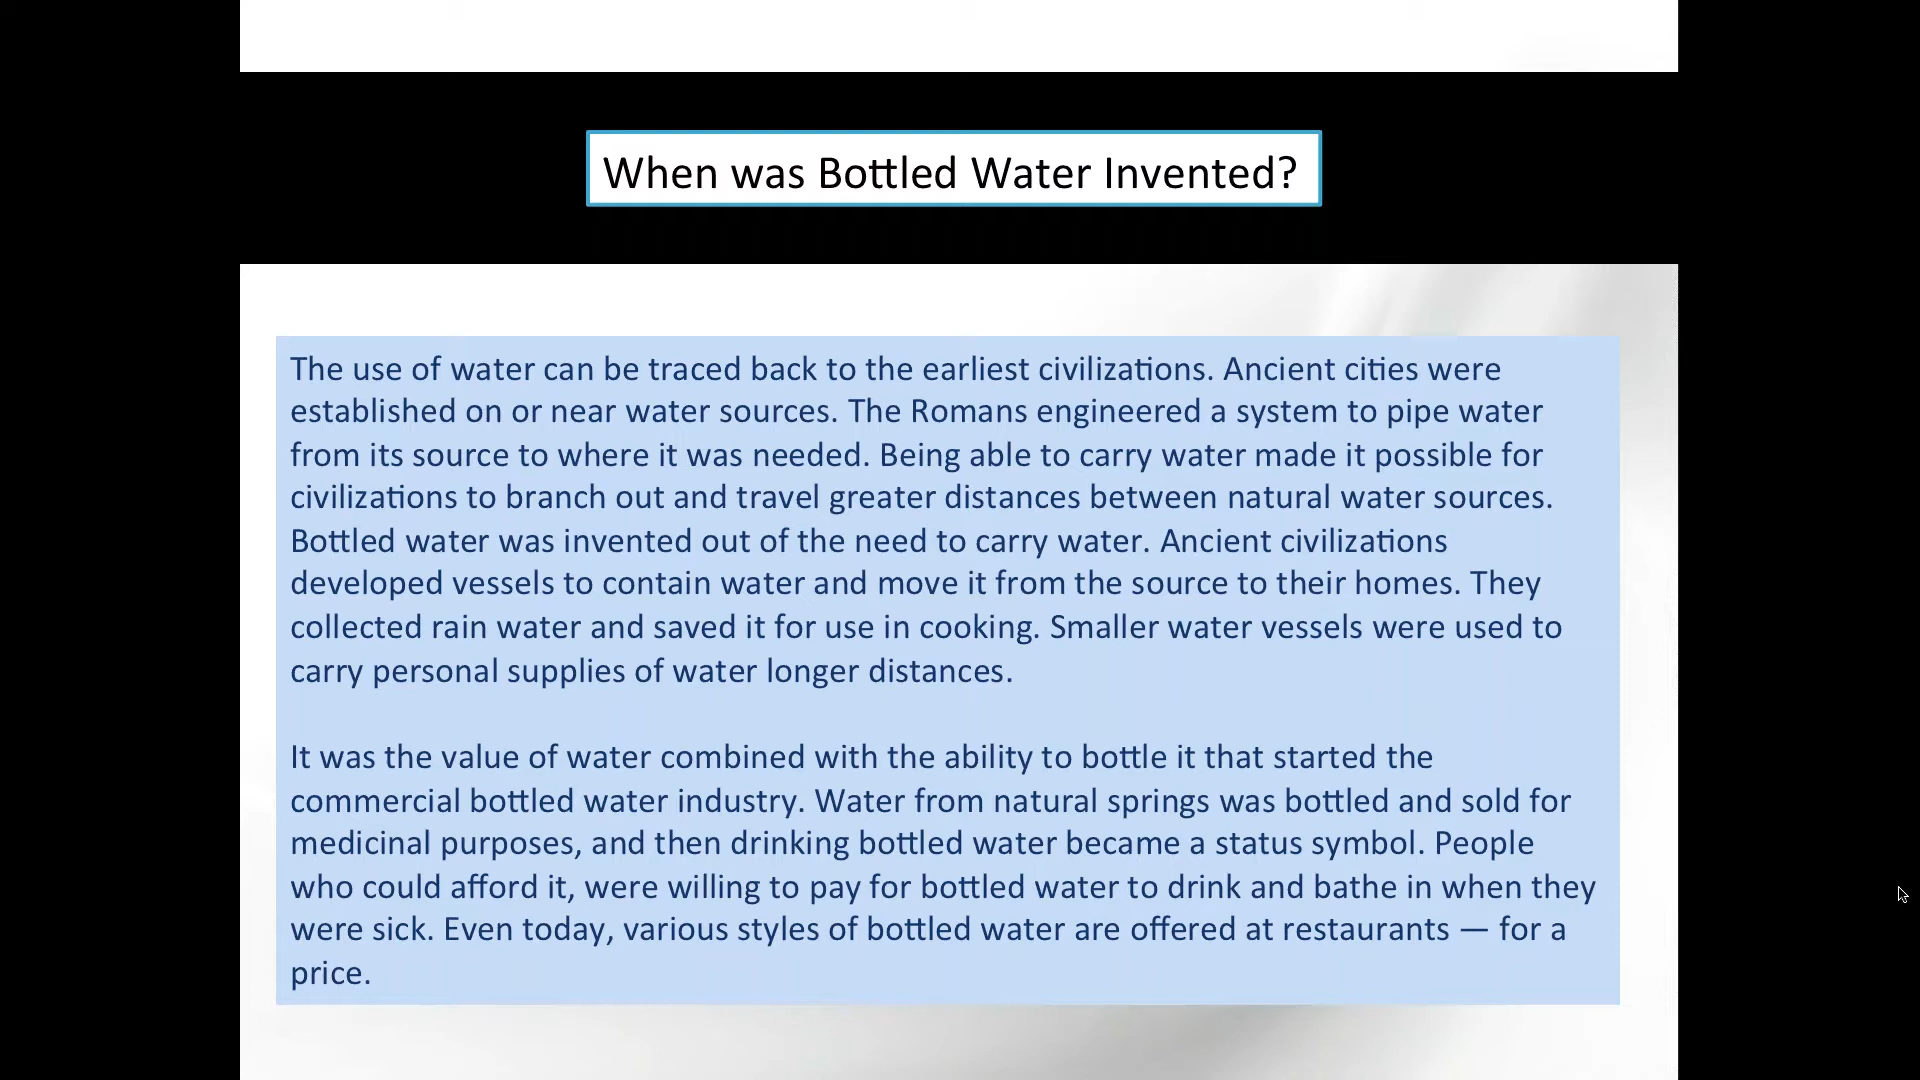 When was Bottled Water Invented?
The use of water can be traced back to the earliest civilizations. Ancient cities were
established on or near water sources. The Romans engineered a system to pipe water
from its source to where it was needed. Being able to carry water made it possible for
civilizations to branch out and travel greater distances between natural water sources.
Bottled water was invented out of the need to carry water. Ancient civilizations
developed vessels to contain water and move it from the source to their homes. They
collected rain water and saved it for use in cooking. Smaller water vessels were used to
carry personal supplies of water longer distances.
It was the value of water combined with the ability to bottle it that started the
commercial bottled water industry. Water from natural springs was bottled and sold for
medicinal purposes, and then drinking bottled water became a status symbol. People
who could afford it, were willing to pay for bottled water to drink and bathe in when they
were sick. Even today, various styles of bottled water are offered at restaurants — for a
price.